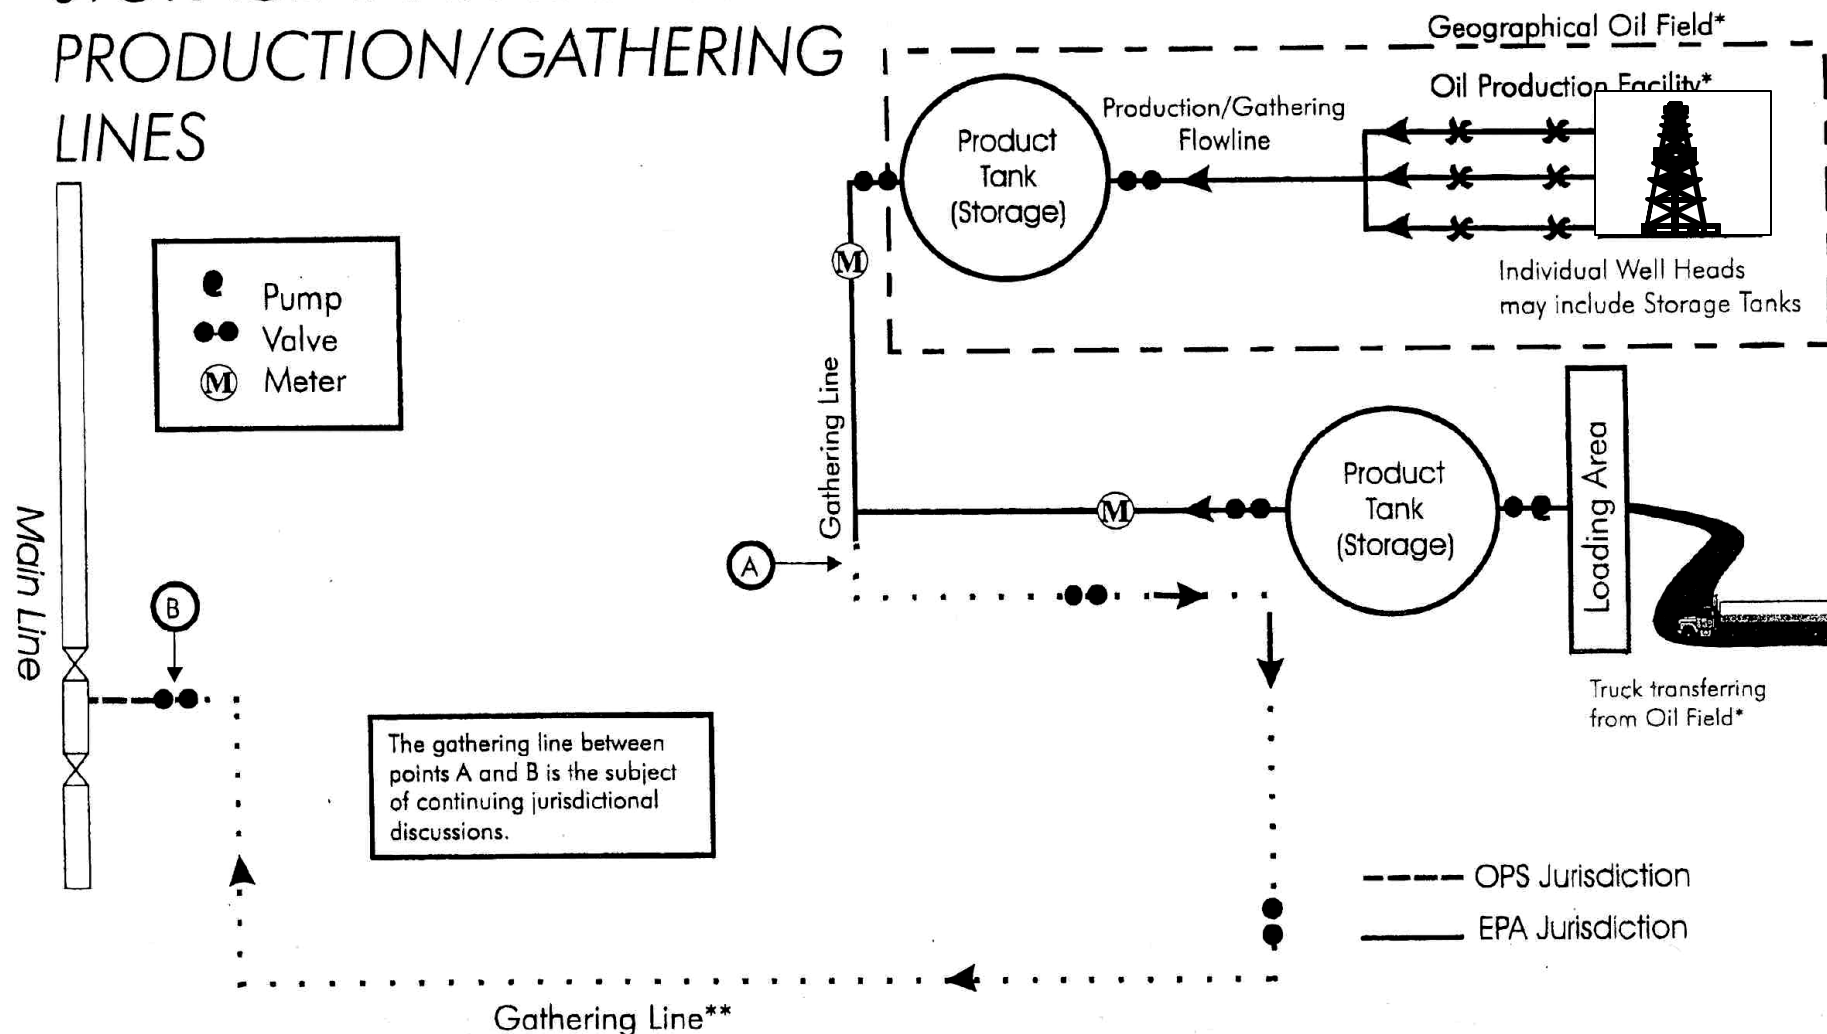 PRODUCTION/GATHERING
LINES
Geographical Oil Field*
Oil Production Facility*
Production/Gathering
Flowline
Product
Tank
(Storage)
Individual Well Heads
may include Storage Tanks
Pump
Valve
M Meter
M
Gathering Line
M
Product
Tank
(Storage)
Loading Area
Truck transferring
from Oil Field*
Main Line
A
B
The gathering line between
points A and B is the subject
of continuing jurisdictional
discussions.
OPS Jurisdiction
EPA Jurisdiction
Gathering Line**